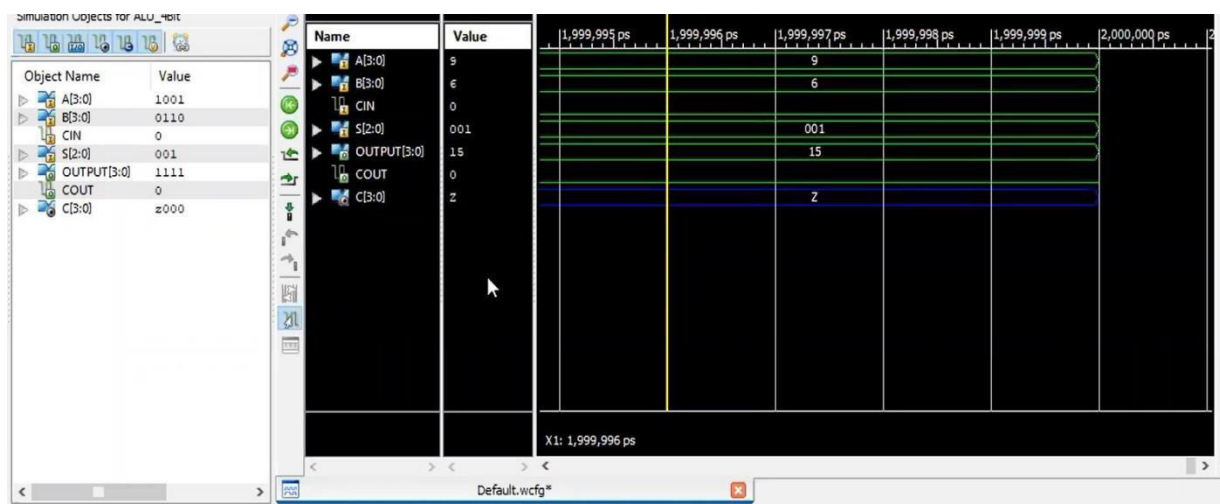 Simulation Objects for ALU_4Bit
Object Name Value
A[3:0] 1001
B[3:0] 0110
CIN 0
S[2:0] 001
OUTPUT[3:0] 1111
COUT 0
C[3:0] z000
Name Value
A[3:0] 9
B[3:0] 6
CIN 0
S[2:0] 001
OUTPUT[3:0] 15
COUT 0
C[3:0] Z
1,999,995 ps 1,999,996 ps 1,999,997 ps 1,999,998 ps 1,999,999 ps 2,000,000 ps
9
6
001
15
Z
X1: 1,999,996 ps
Default.wcfg*